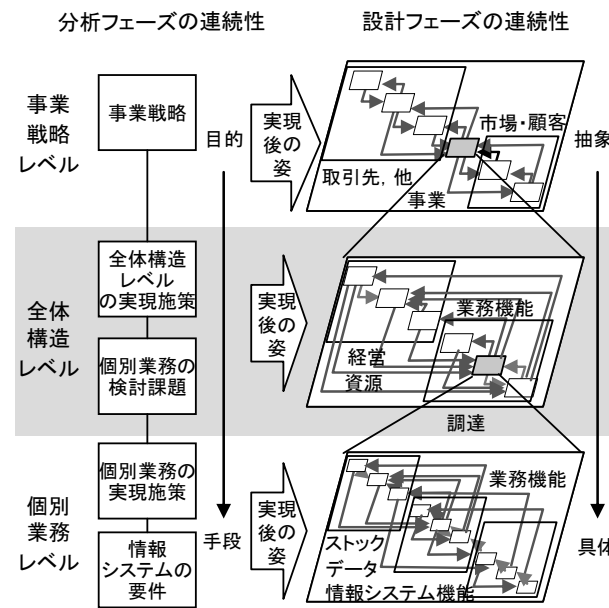 分析フェーズの連続性
設計フェーズの連続性
事業
戦略
レベル
事業戦略
目的
実現
後の
姿
市場・顧客
取引先，他
事業
抽象
全体
構造
レベル
全体構造
レベル
の実現施策
個別業務の
検討課題
実現
後の
姿
業務機能
経営
資源
調達
個別
業務
レベル
個別業務の
実現施策
情報
システムの
要件
手段
実現
後の
姿
業務機能
ストック
データ
情報システム機能
具体